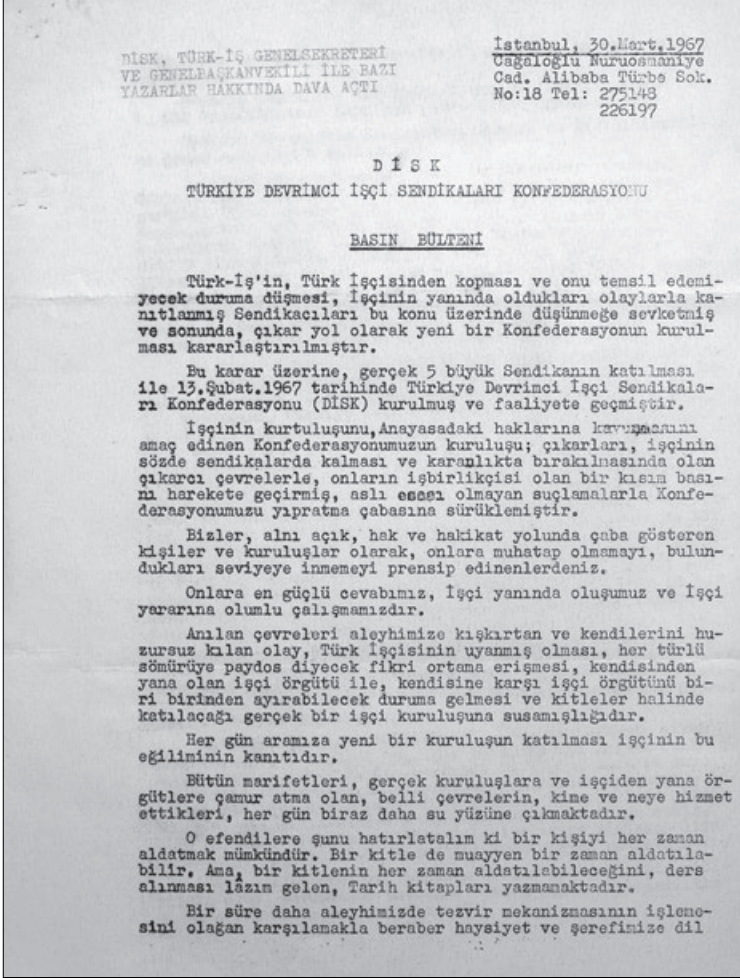 DİSK, TÜRK-İŞ GENELSEKRETERİ
VE GENELBAŞKANVEKİLİ İLE BAZI
YAZARLAR HAKKINDA DAVA AÇTI
İstanbul, 30.Mart.1967
Cağaloğlu Nuruosmaniye
Cad. Alibaba Türbe Sok.
No:18 Tel: 275148
226197
D İ S K
TÜRKİYE DEVRİMCİ İŞÇİ SENDİKALARI KONFEDERASYONU
BASIN BÜLTENİ
Türk-İş'in, Türk İşçisinden kopması ve onu temsil edemi-
yecek duruma düşmesi, İşçinin yanında oldukları olaylarla ka-
nıtlanmış Sendikacıları bu konu üzerinde düşünmeğe sevketmiş
ve sonunda, çıkar yol olarak yeni bir Konfederasyonun kurul-
ması kararlaştırılmıştır.
Bu karar üzerine, gerçek 5 büyük Sendikanın katılması
ile 13.Şubat.1967 tarihinde Türkiye Devrimci İşçi Sendikala-
rı Konfederasyonu (DİSK) kurulmuş ve faaliyete geçmiştir.
İşçinin kurtuluşunu,Anayasadaki haklarına kavuşmasını
amaç edinen Konfederasyonumuzun kuruluşu; çıkarları, işçinin
sözde sendikalarda kalması ve karanlıkta bırakılmasında olan
çıkarcı çevrelerle, onların işbirlikçisi olan bir kısım bası-
nı harekete geçirmiş, aslı esası olmayan suçlamalarla Konfe-
derasyonumuzu yıpratma çabasına sürüklemiştir.
Bizler, alnı açık, hak ve hakikat yolunda çaba gösteren
kişiler ve kuruluşlar olarak, onlara muhatap olmamayı, bulun-
dukları seviyeye inmemeyi prensip edinenlerdeniz.
Onlara en güçlü cevabımız, İşçi yanında oluşumuz ve İşçi
yararına olumlu çalışmamızdır.
Anılan çevreleri aleyhimize kışkırtan ve kendilerini hu-
zursuz kılan olay, Türk İşçisinin uyanmış olması, her türlü
sömürüye paydos diyecek fikri ortama erişmesi, kendisinden
yana olan işçi örgütü ile, kendisine karşı işçi örgütünü bi-
ri birinden ayırabilecek duruma gelmesi ve kitleler halinde
katılacağı gerçek bir işçi kuruluşuna susamışlığıdır.
Her gün aramıza yeni bir kuruluşun katılması işçinin bu
eğiliminin kanıtıdır.
Bütün marifetleri, gerçek kuruluşlara ve işçiden yana ör-
gütlere çamur atma olan, belli çevrelerin, kime ve neye hizmet
ettikleri, her gün biraz daha su yüzüne çıkmaktadır.
O efendilere şunu hatırlatalım ki bir kişiyi her zaman
aldatmak mümkündür. Bir kitle de muayyen bir zaman aldatıla-
bilir. Ama, bir kitlenin her zaman aldatılabileceğini, ders
alınması lâzım gelen, Tarih kitapları yazmamaktadır.
Bir süre daha aleyhimizde tezvir mekanizmasının işleme-
sini olağan karşılamakla beraber haysiyet ve şerefimize dil